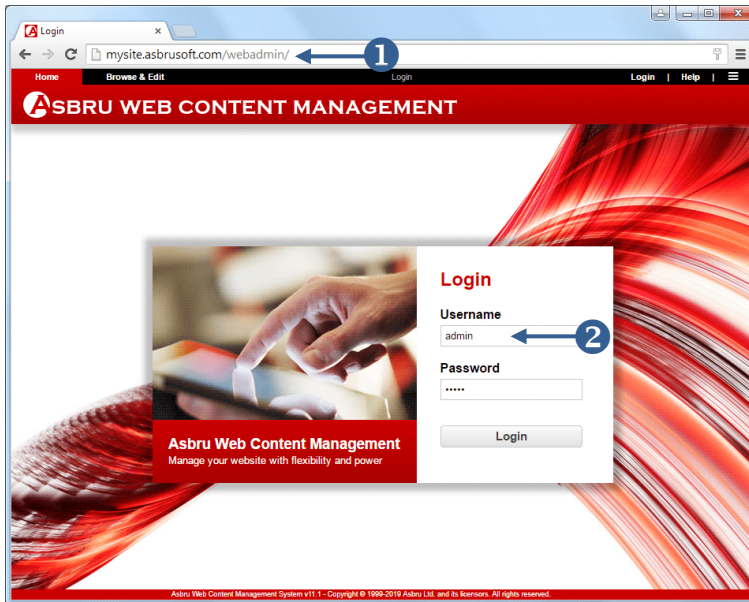 Login
mysite.asbrusoft.com/webadmin/
1
Home Browse & Edit Login Login | Help |
ASBRU WEB CONTENT MANAGEMENT
Login
Username
admin
2
Password
•••••
Login
Asbru Web Content Management
Manage your website with flexibility and power
Asbru Web Content Management System v11.1 - Copyright © 1999-2019 Asbru Ltd. and its licensors. All rights reserved.